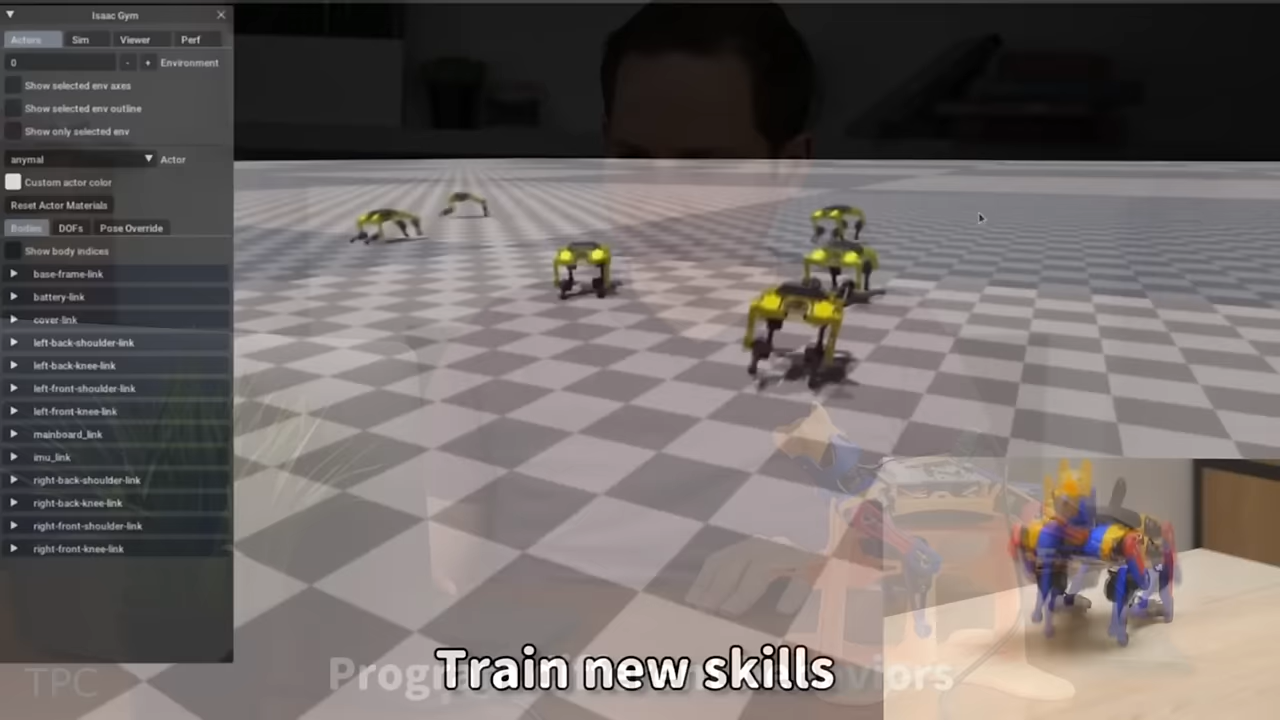 Isaac Gym
Actors Sim Viewer Perf
0 - + Environment
Show selected env axes
Show selected env outline
Show only selected env
anymal Actor
Custom actor color
Reset Actor Materials
Bodies DOFs Pose Override
Show body indices
base-frame-link
battery-link
cover-link
left-back-shoulder-link
left-back-knee-link
left-front-shoulder-link
left-front-knee-link
mainboard_link
imu_link
right-back-shoulder-link
right-back-knee-link
right-front-shoulder-link
right-front-knee-link
Train new skills
TPC